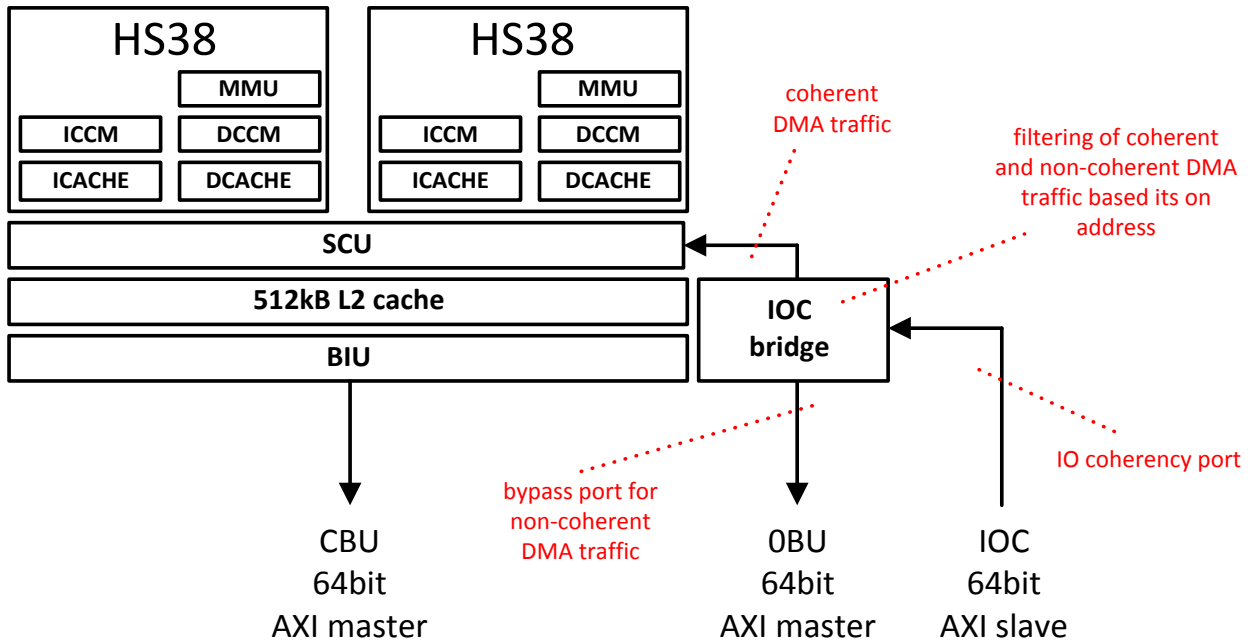 HS38
MMU
ICCM
DCCM
ICACHE
DCACHE
HS38
MMU
ICCM
DCCM
ICACHE
DCACHE
coherent
DMA traffic
filtering of coherent
and non-coherent DMA
traffic based its on
address
SCU
512kB L2 cache
BIU
IOC
bridge
IO coherency port
bypass port for
non-coherent
DMA traffic
CBU
64bit
AXI master
0BU
64bit
AXI master
IOC
64bit
AXI slave